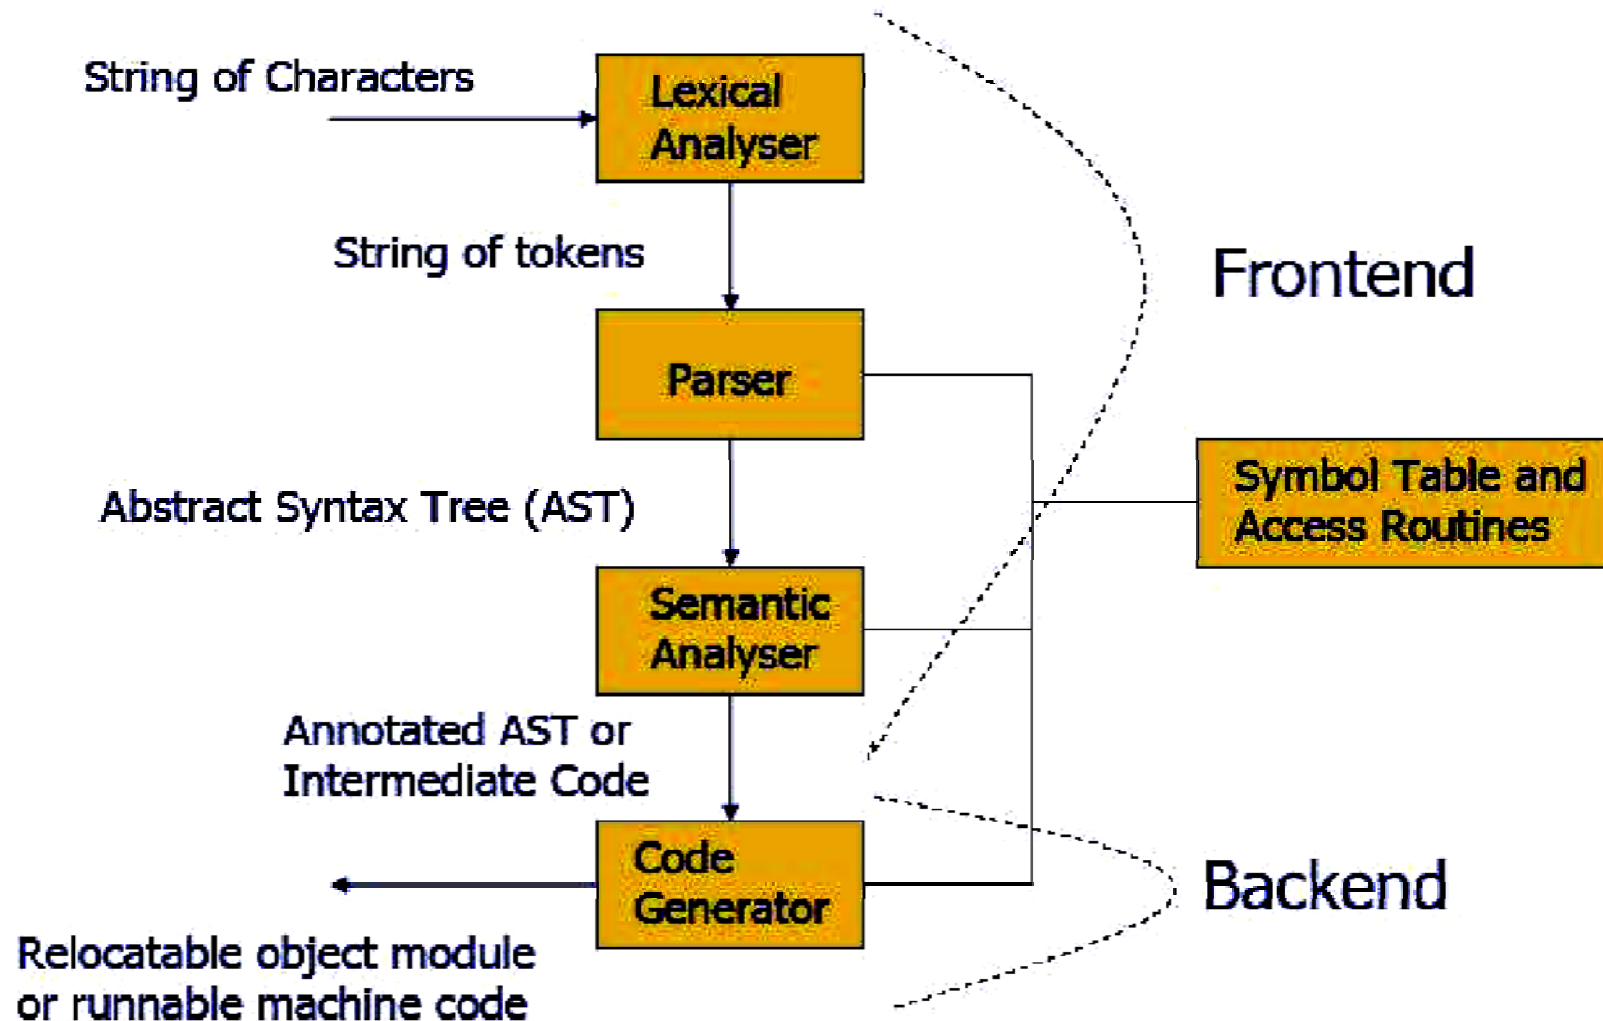 String of Characters
Lexical
Analyser
String of tokens
Frontend
Parser
Symbol Table and
Access Routines
Abstract Syntax Tree (AST)
Semantic
Analyser
Annotated AST or
Intermediate Code
Code
Generator
Backend
Relocatable object module
or runnable machine code